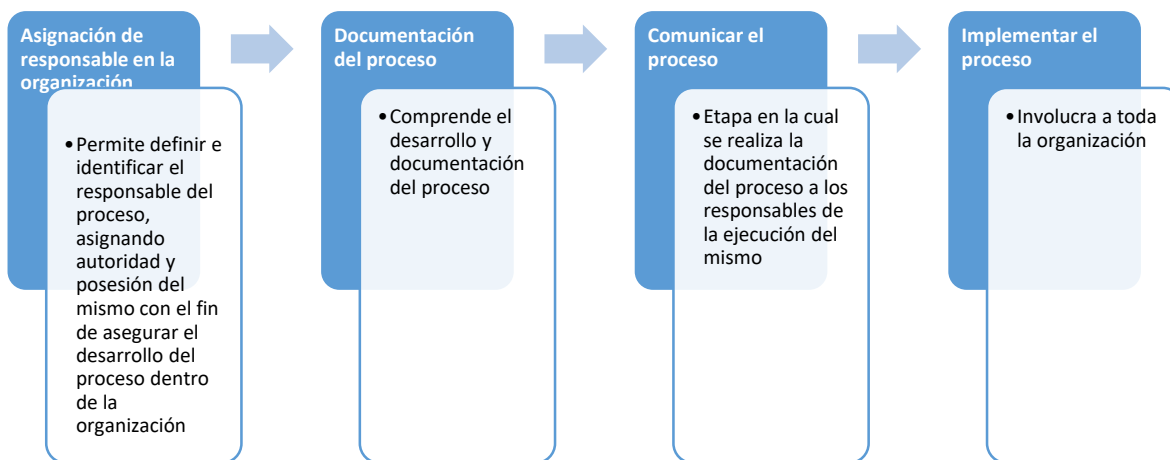 Asignación de
responsable en la
organización
• Permite definir e
identificar el
responsable del
proceso,
asignando
autoridad y
posesión del
mismo con el fin
de asegurar el
desarrollo del
proceso dentro
de la
organización
Documentación
del proceso
• Comprende el
desarrollo y
documentación
del proceso
Comunicar el
proceso
• Etapa en la cual
se realiza la
documentación
del proceso a los
responsables de
la ejecución del
mismo
Implementar el
proceso
• Involucra a toda
la organización